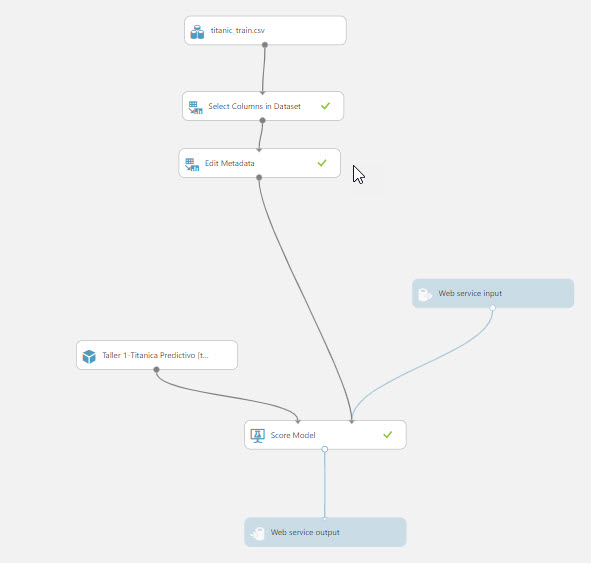 titanic_train.csv
Select Columns in Dataset
Edit Metadata
Web service input
Taller 1-Titanica Predictivo [t...
Score Model
Web service output